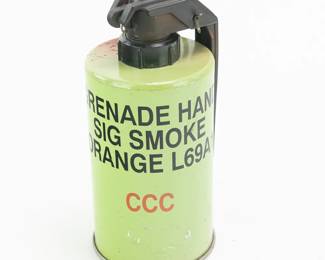 RENADE HAN
SIG SMOKE
ORANGE L69A
CCC